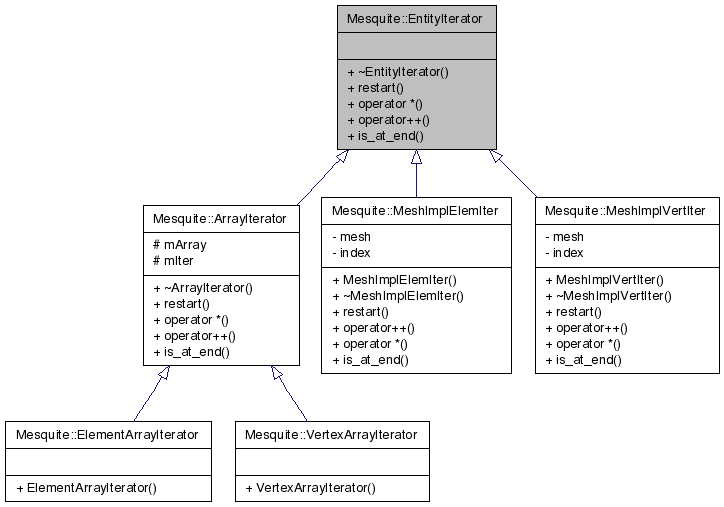 Mesquite::EntityIterator
+ ~EntityIterator()
+ restart()
+ operator *()
+ operator++()
+ is_at_end()
Mesquite::ArrayIterator
# mArray
# mIter
+ ~ArrayIterator()
+ restart()
+ operator *()
+ operator++()
+ is_at_end()
Mesquite::MeshImplElemIter
- mesh
- index
+ MeshImplElemIter()
+ ~MeshImplElemIter()
+ restart()
+ operator++()
+ operator *()
+ is_at_end()
Mesquite::MeshImplVertIter
- mesh
- index
+ MeshImplVertIter()
+ ~MeshImplVertIter()
+ restart()
+ operator++()
+ operator *()
+ is_at_end()
Mesquite::ElementArrayIterator
+ ElementArrayIterator()
Mesquite::VertexArrayIterator
+ VertexArrayIterator()